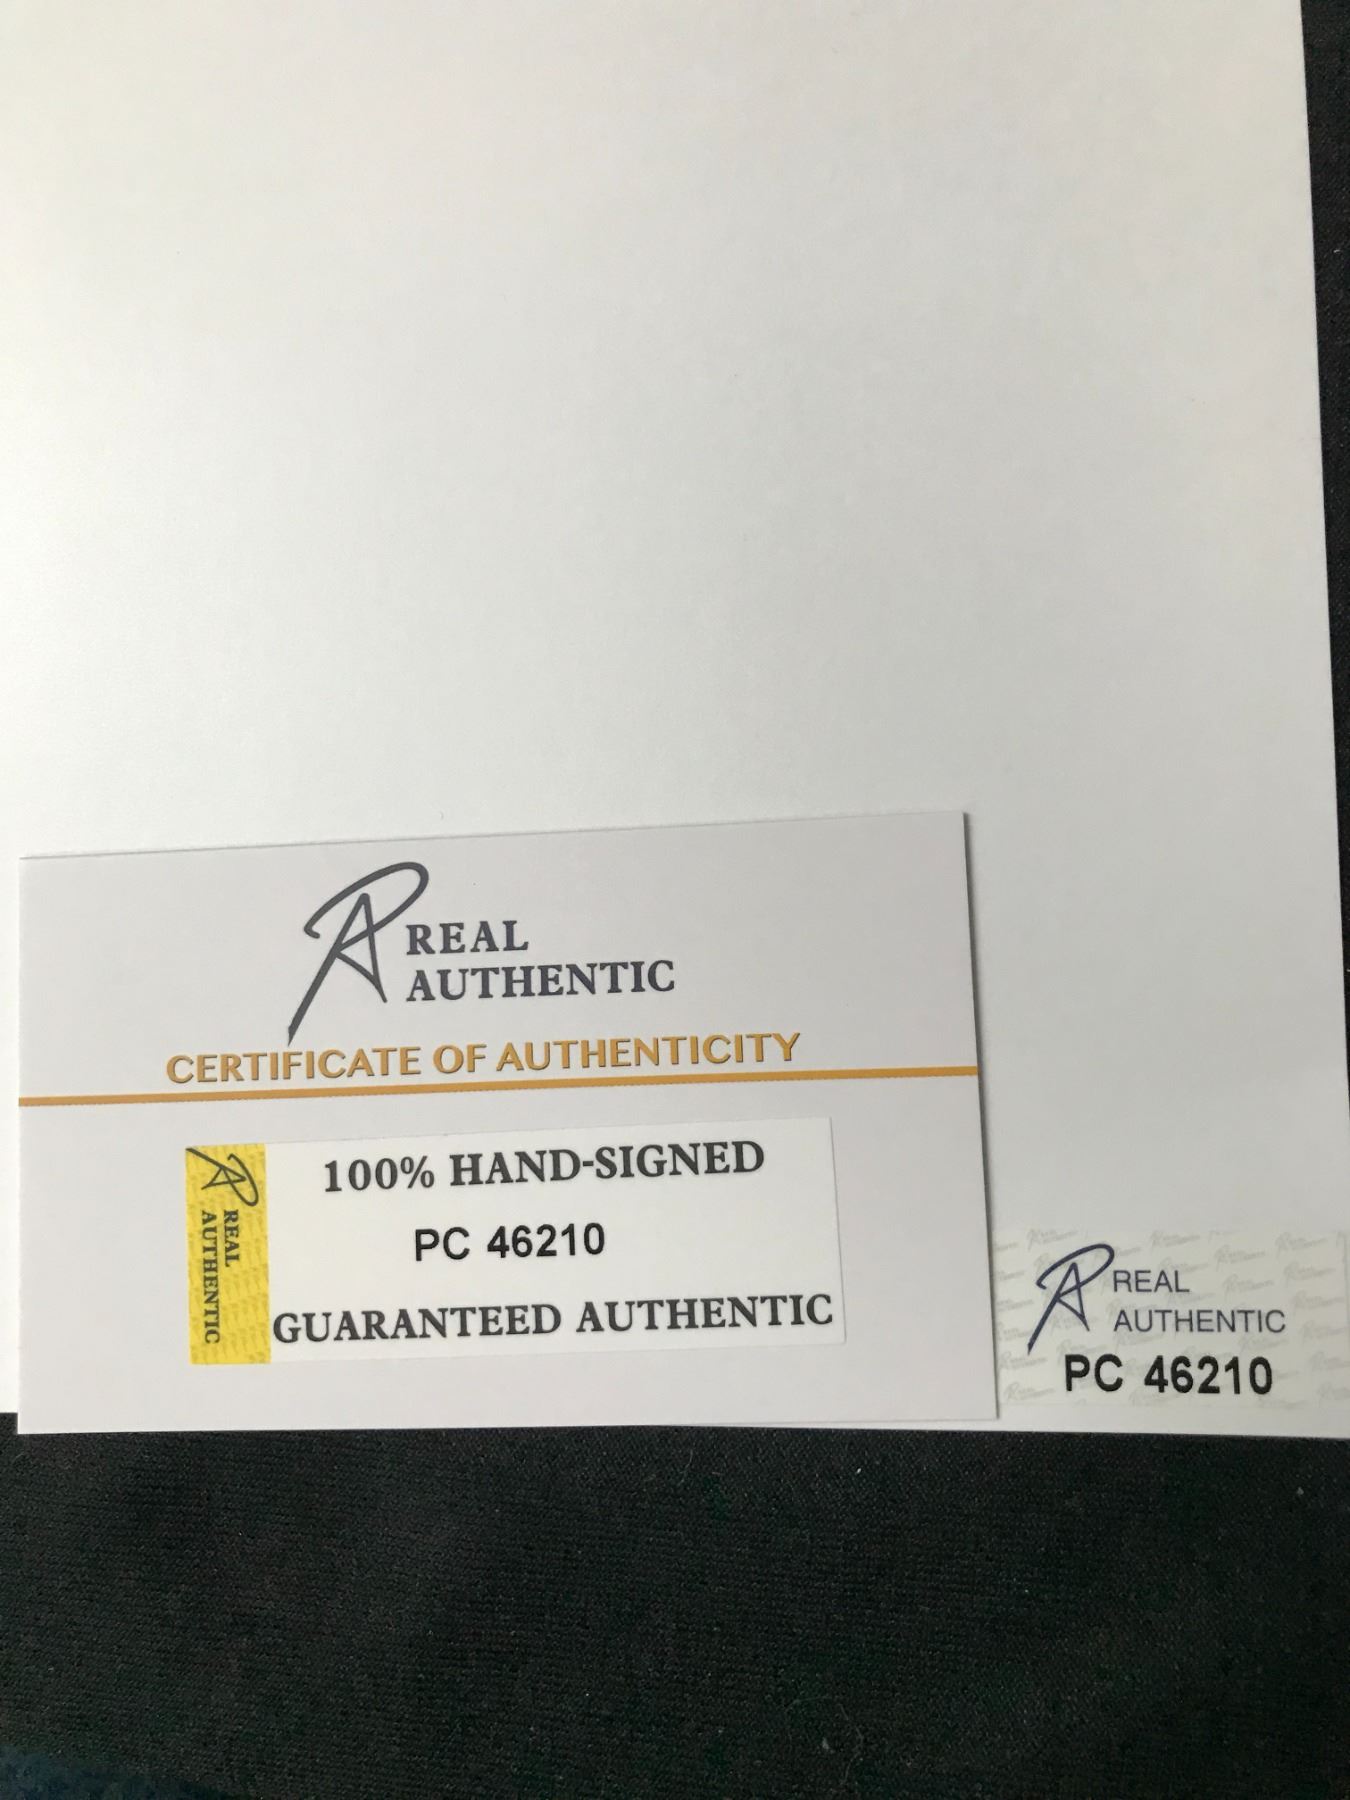 REAL
AUTHENTIC
CERTIFICATE OF AUTHENTICITY
REAL
AUTHENTIC
100% HAND-SIGNED
PC 46210
GUARANTEED AUTHENTIC
REAL
AUTHENTIC
PC 46210